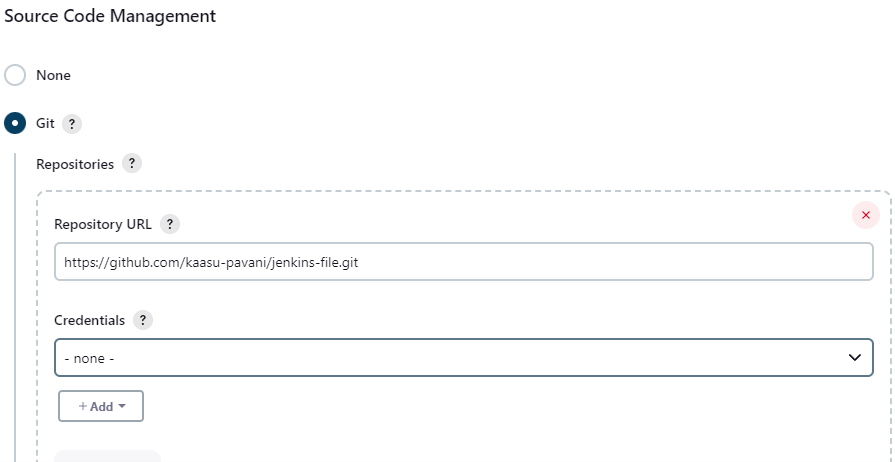 Source Code Management
None
Git ?
Repositories ?
Repository URL ?
https://github.com/kaasu-pavani/jenkins-file.git
Credentials ?
- none -
+ Add